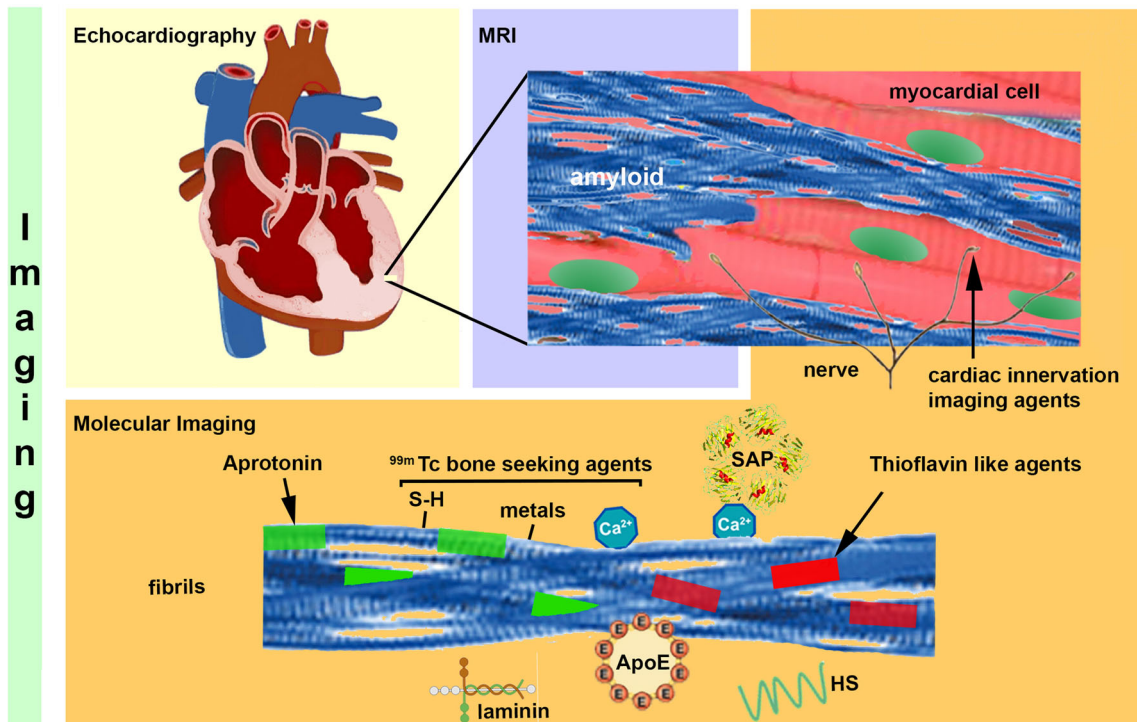 Imaging
Echocardiography
MRI
myocardial cell
amyloid
nerve
cardiac innervation
imaging agents
Molecular Imaging
Aprotonin
99m Tc bone seeking agents
S-H
metals
Ca2+
SAP
Ca2+
Thioflavin like agents
fibrils
E
E
E
E
E
E
E
E
E
E
ApoE
laminin
HS